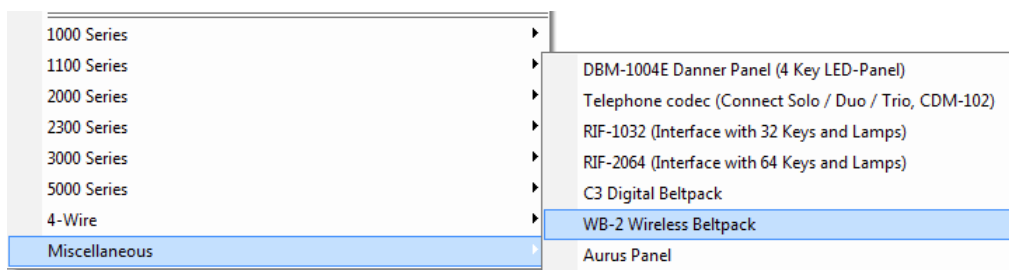 1000 Series
1100 Series
2000 Series
2300 Series
3000 Series
5000 Series
4-Wire
Miscellaneous
DBM-1004E Danner Panel (4 Key LED-Panel)
Telephone codec (Connect Solo / Duo / Trio, CDM-102)
RIF-1032 (Interface with 32 Keys and Lamps)
RIF-2064 (Interface with 64 Keys and Lamps)
C3 Digital Beltpack
WB-2 Wireless Beltpack
Aurus Panel